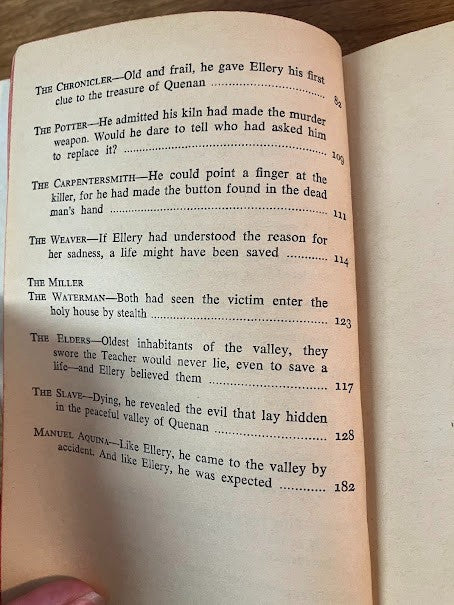 THE CHRONICLER—Old and frail, he gave Ellery his first
clue to the treasure of Quenan ............................ 82
THE POTTER—He admitted his kiln had made the murder
weapon. Would he dare to tell who had asked him
to replace it? .................................................. 109
THE CARPENTERSMITH—He could point a finger at the
killer, for he had made the button found in the dead
man's hand ..................................................... 111
THE WEAVER—If Ellery had understood the reason for
her sadness, a life might have been saved ............ 114
THE MILLER
THE WATERMAN—Both had seen the victim enter the
holy house by stealth .......................................... 123
THE ELDERS—Oldest inhabitants of the valley, they
swore the Teacher would never lie, even to save a
life—and Ellery believed them ............................ 117
THE SLAVE—Dying, he revealed the evil that lay hidden
in the peaceful valley of Quenan .......................... 128
MANUEL AQUINA—Like Ellery, he came to the valley by
accident. And like Ellery, he was expected ............ 182